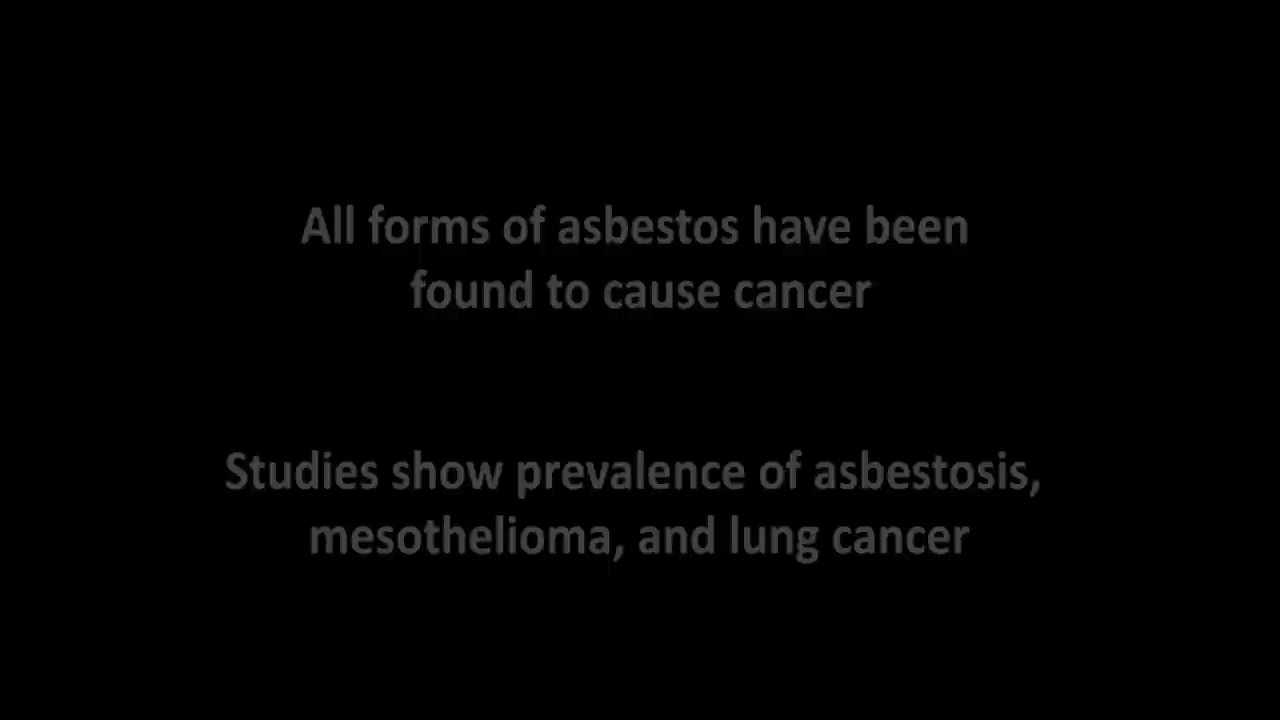 All forms of asbestos have been
found to cause cancer
Studies show prevalence of asbestosis,
mesothelioma, and lung cancer